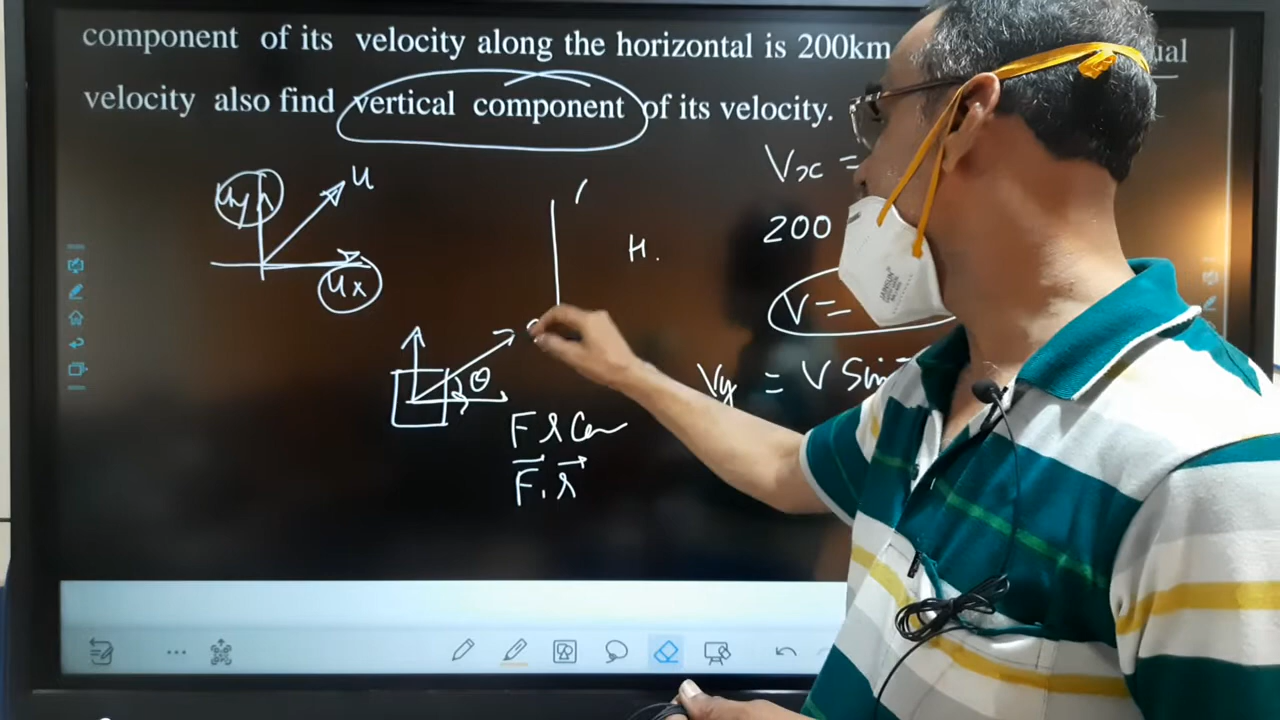 component of its velocity along the horizontal is 200km
velocity also find vertical component of its velocity.
uy
u
ux
H.
Vx =
200
V=
Vy = V Sin
θ
F
F . s